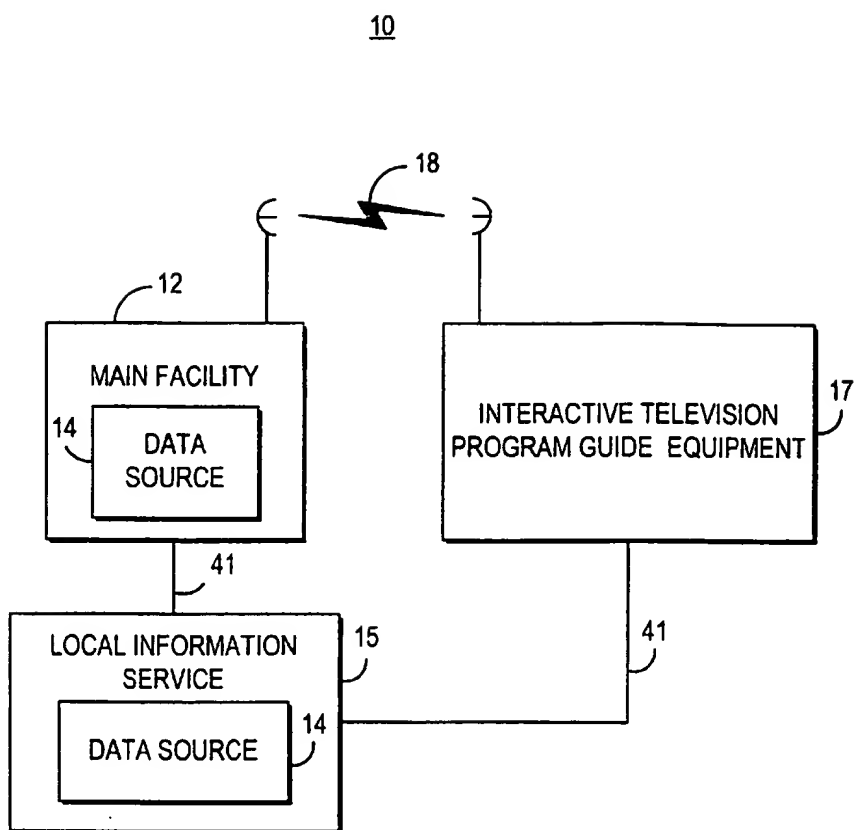 10
18
12
MAIN FACILITY
14
DATA
SOURCE
INTERACTIVE TELEVISION
PROGRAM GUIDE EQUIPMENT
17
41
LOCAL INFORMATION
SERVICE
15
41
14
DATA SOURCE